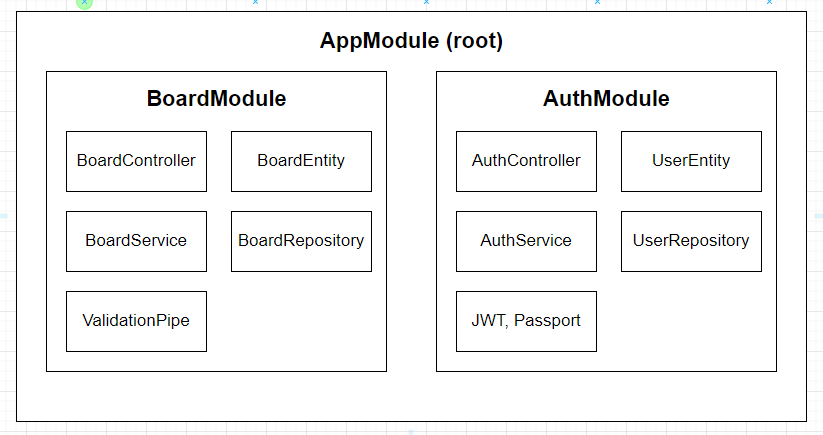 AppModule (root)
BoardModule
BoardController
BoardEntity
BoardService
BoardRepository
ValidationPipe
AuthModule
AuthController
UserEntity
AuthService
UserRepository
JWT, Passport